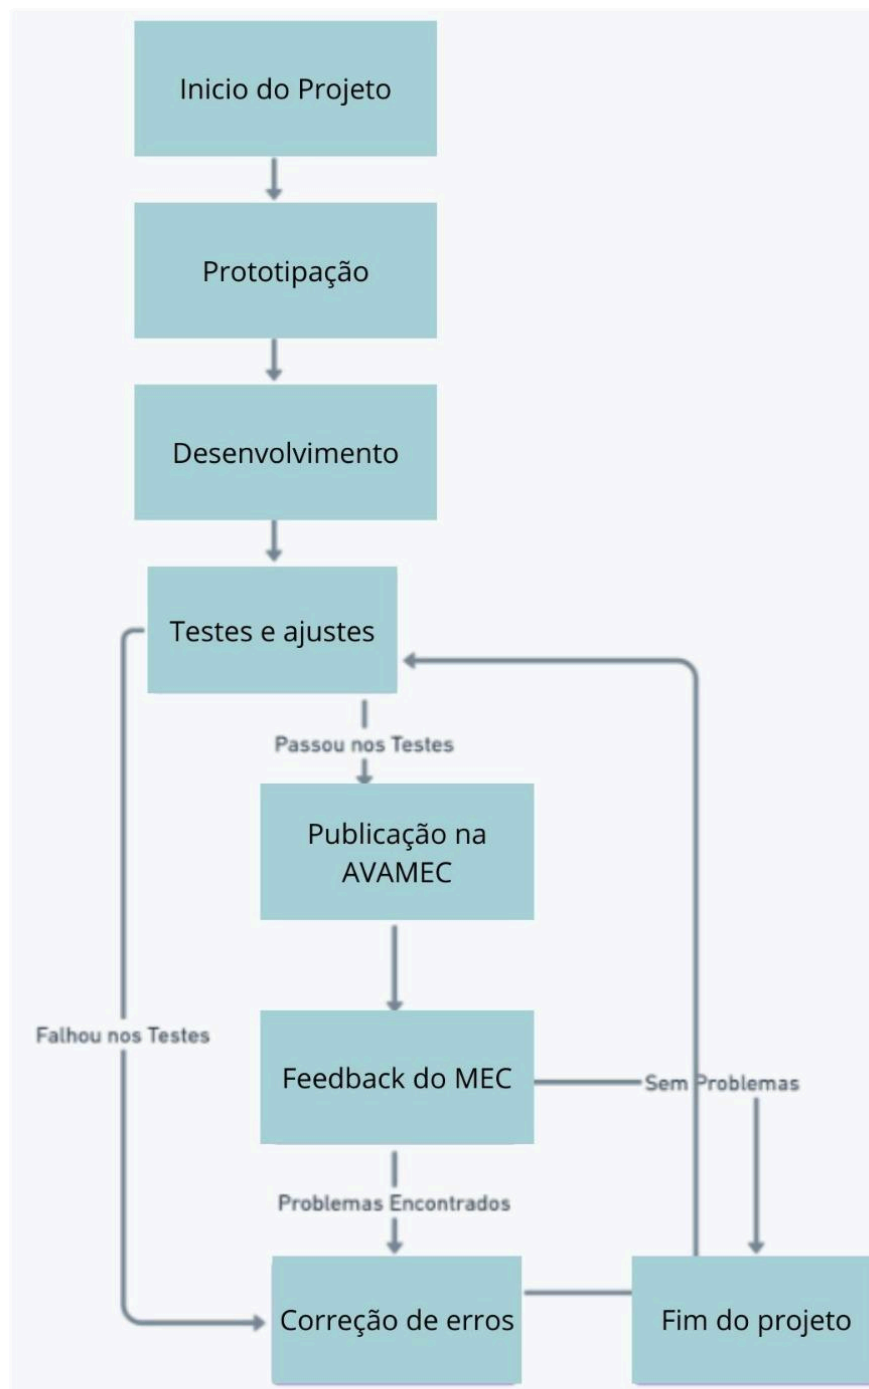 Inicio do Projeto
Prototipação
Desenvolvimento
Testes e ajustes
Passou nos Testes
Publicação na
AVAMEC
Falhou nos Testes
Feedback do MEC
Sem Problemas
Problemas Encontrados
Correção de erros
Fim do projeto